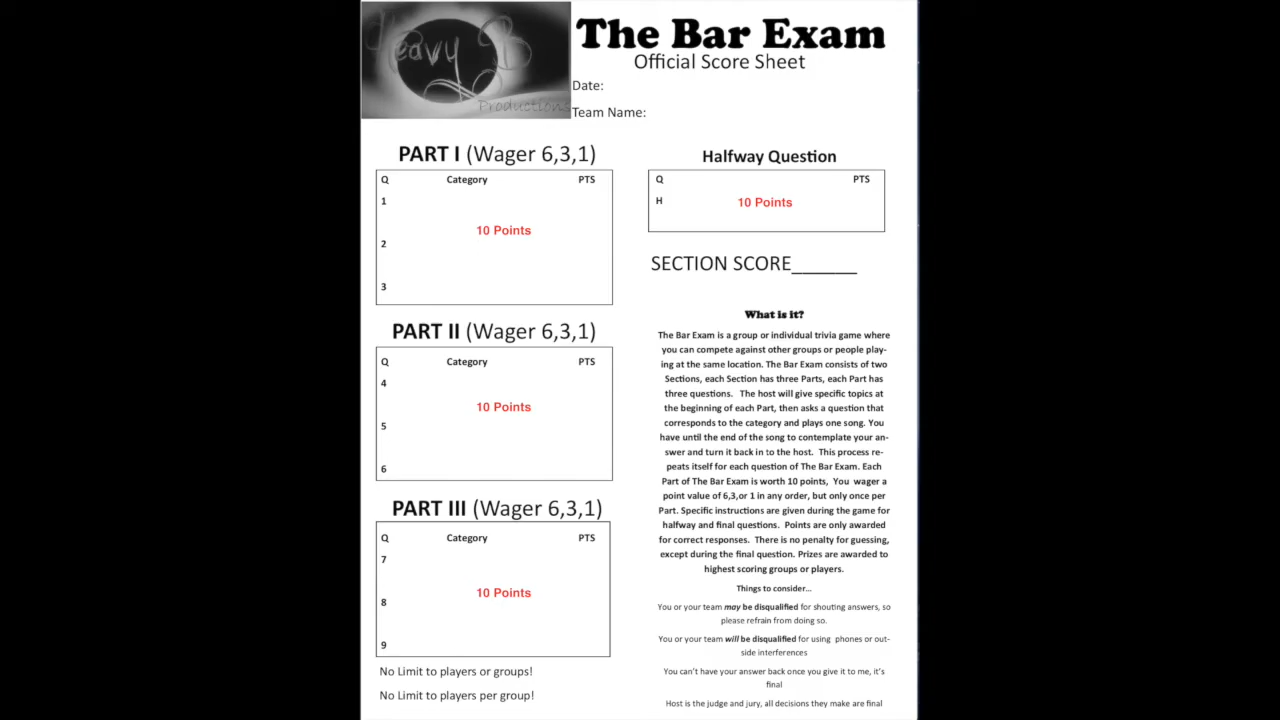 Heavy B
Productions
The Bar Exam
Official Score Sheet
Date:
Team Name:
PART I (Wager 6,3,1)
Q Category PTS
1
10 Points
2
3
PART II (Wager 6,3,1)
Q Category PTS
4
10 Points
5
6
PART III (Wager 6,3,1)
Q Category PTS
7
10 Points
8
9
No Limit to players or groups!
No Limit to players per group!
Halfway Question
Q PTS
H 10 Points
SECTION SCORE______
What is it?
The Bar Exam is a group or individual trivia game where
you can compete against other groups or people play-
ing at the same location. The Bar Exam consists of two
Sections, each Section has three Parts, each Part has
three questions. The host will give specific topics at
the beginning of each Part, then asks a question that
corresponds to the category and plays one song. You
have until the end of the song to contemplate your an-
swer and turn it back in to the host. This process re-
peats itself for each question of The Bar Exam. Each
Part of The Bar Exam is worth 10 points, You wager a
point value of 6,3,or 1 in any order, but only once per
Part. Specific instructions are given during the game for
halfway and final questions. Points are only awarded
for correct responses. There is no penalty for guessing,
except during the final question. Prizes are awarded to
highest scoring groups or players.
Things to consider…
You or your team may be disqualified for shouting answers, so
please refrain from doing so.
You or your team will be disqualified for using phones or out-
side interferences
You can't have your answer back once you give it to me, it's
final
Host is the judge and jury, all decisions they make are final